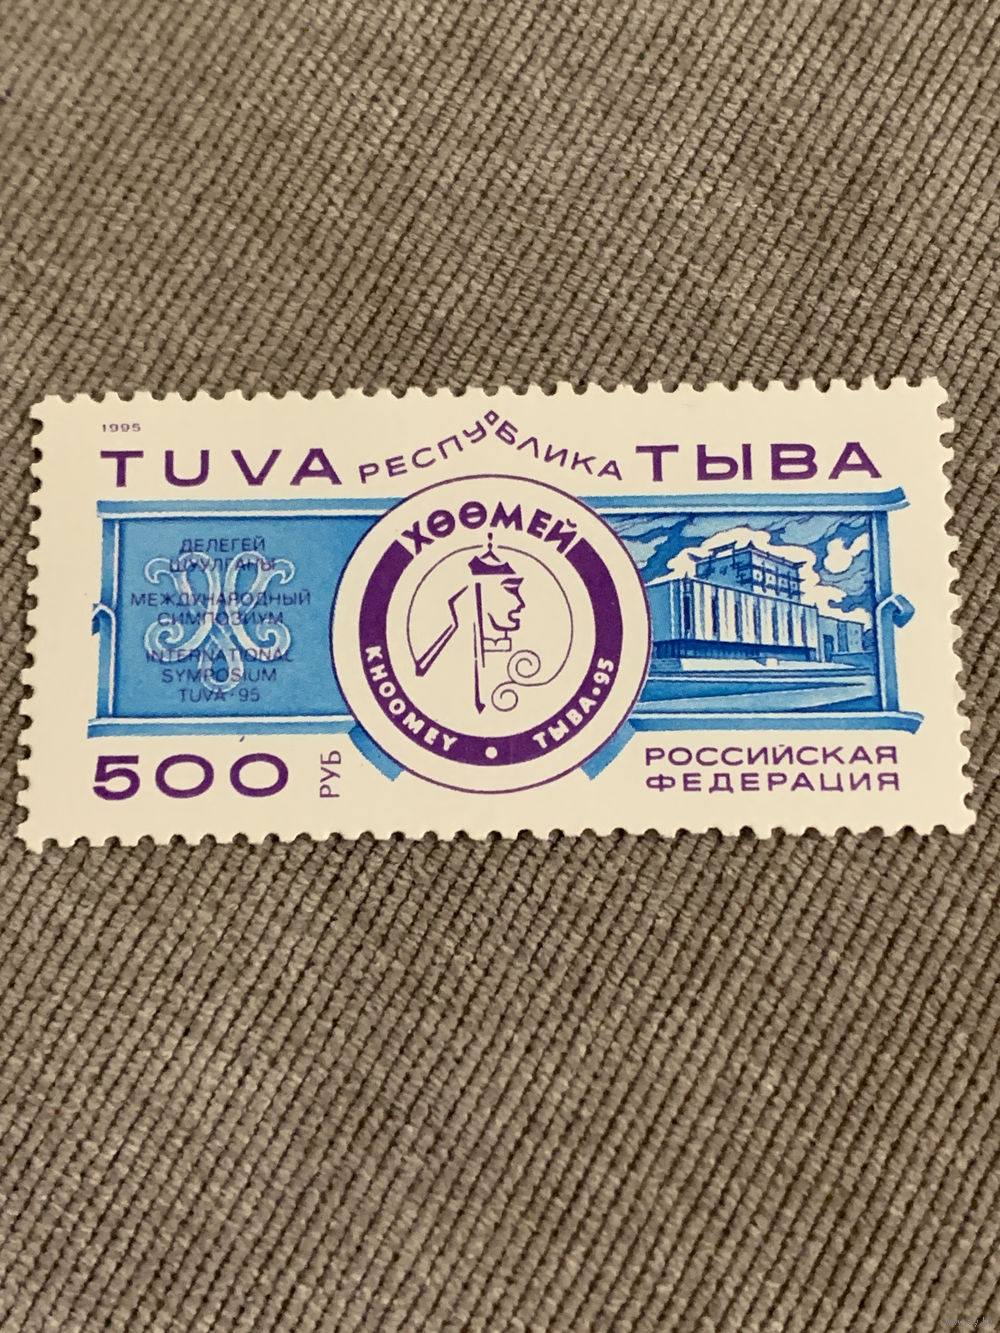 1995
TUVA РЕСПУБЛИКА ТЫВА
ДЕЛЕГЕЙ
ШУУЛГАНЫ
МЕЖДУНАРОДНЫЙ
СИМПОЗИУМ
INTERNATIONAL
SYMPOSIUM
TUVA·95
ХӨӨМЕЙ
KHOOMEY • ТЫВА•95
500 РУБ
РОССИЙСКАЯ
ФЕДЕРАЦИЯ